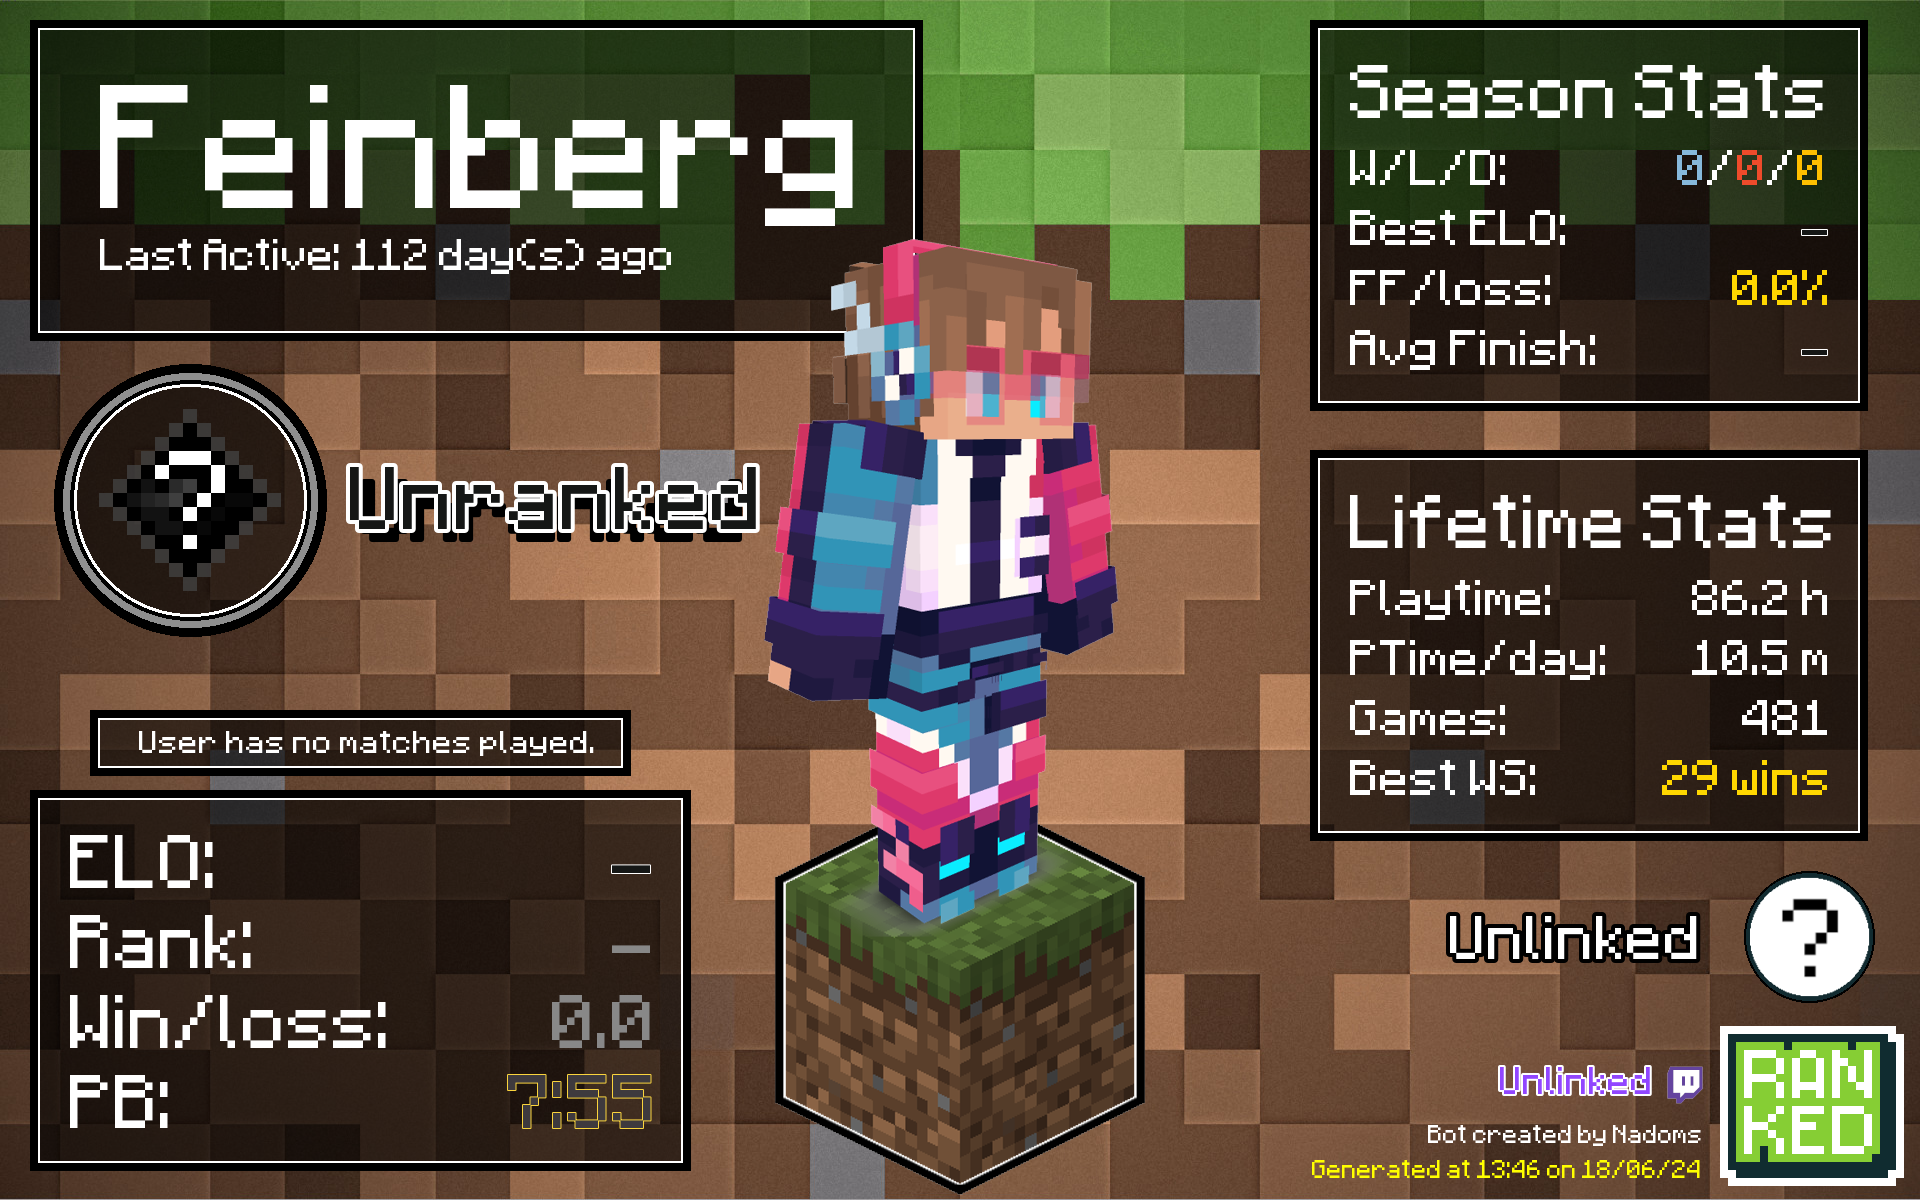 Feinberg
Last Active: 112 day(s) ago
?
Unranked
User has no matches played.
ELO: –
Rank: –
Win/loss: 0.0
PB: 7:55
Season Stats
W/L/D: 0/0/0
Best ELO: –
FF/loss: 0.0%
Avg Finish: –
Lifetime Stats
Playtime: 86.2 h
PTime/day: 10.5 m
Games: 481
Best WS: 29 wins
Unlinked ?
Unlinked
Bot created by Nadoms
Generated at 13:46 on 18/06/24
RAN
KED